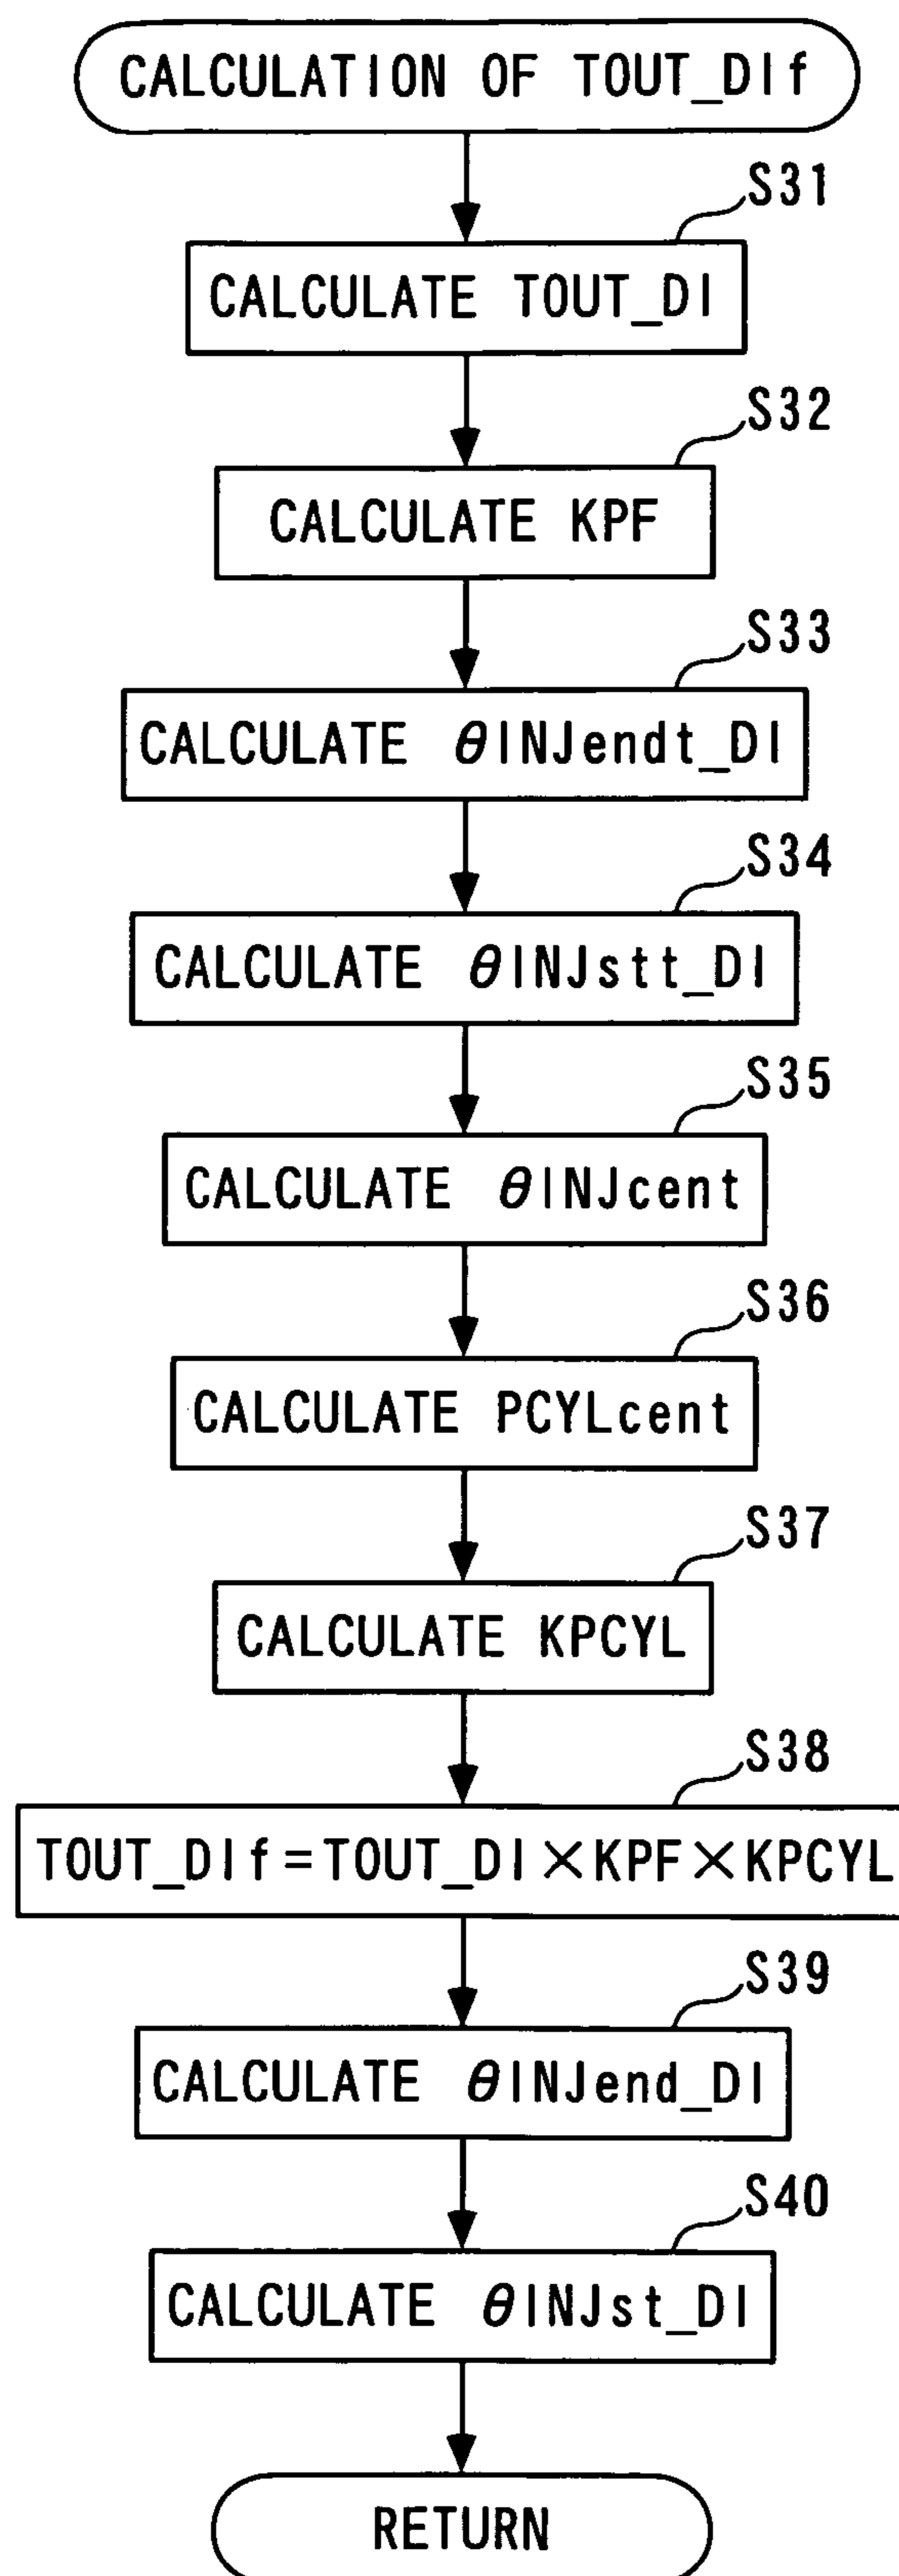 CALCULATION OF TOUT_DIf
S31
CALCULATE TOUT_DI
S32
CALCULATE KPF
S33
CALCULATE θINJendt_DI
S34
CALCULATE θINJstt_DI
S35
CALCULATE θINJcent
S36
CALCULATE PCYLcent
S37
CALCULATE KPCYL
S38
TOUT_DIf=TOUT_DI×KPF×KPCYL
S39
CALCULATE θINJend_DI
S40
CALCULATE θINJst_DI
RETURN